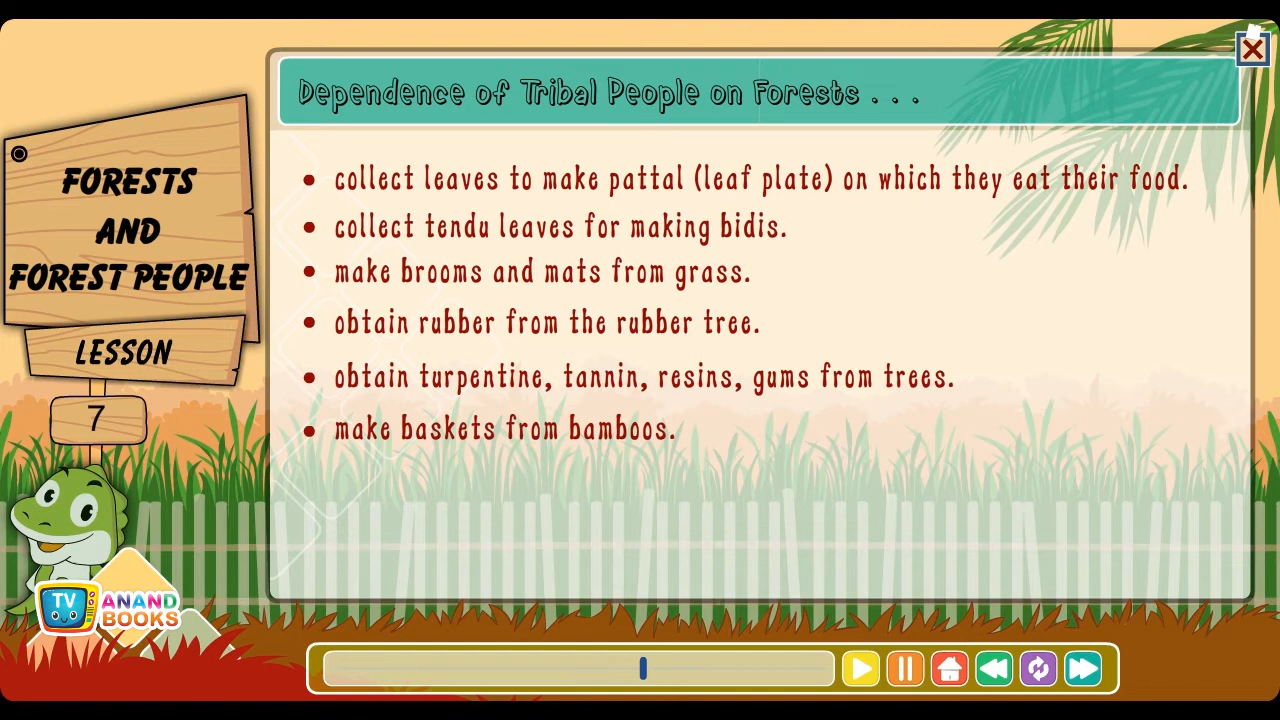 Dependence of Tribal People on Forests . . .
FORESTS
AND
FOREST PEOPLE
LESSON
7
• collect leaves to make pattal (leaf plate) on which they eat their food.
• collect tendu leaves for making bidis.
• make brooms and mats from grass.
• obtain rubber from the rubber tree.
• obtain turpentine, tannin, resins, gums from trees.
• make baskets from bamboos.
TV
ANAND
BOOKS